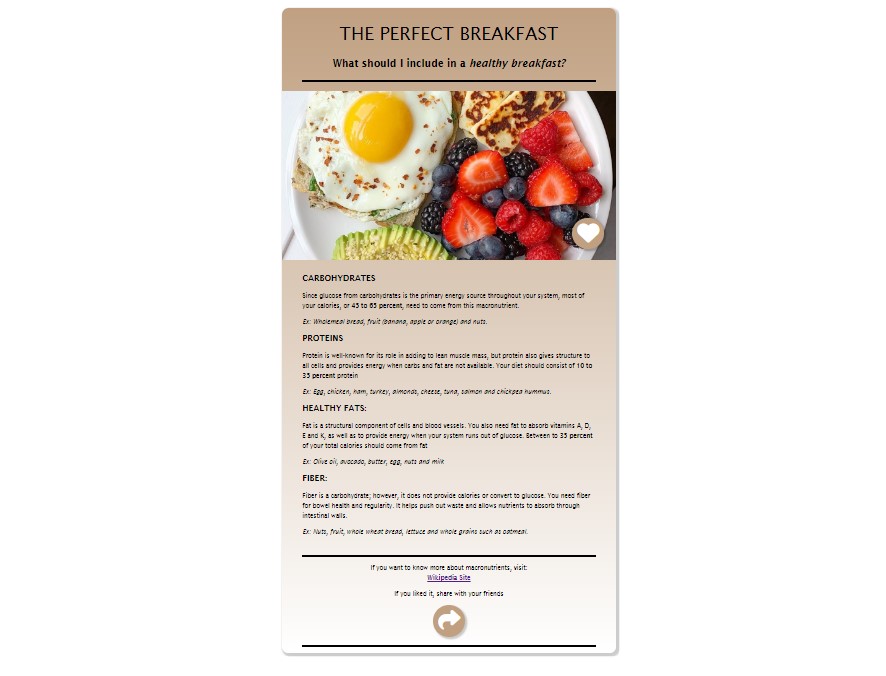 THE PERFECT BREAKFAST
What should I include in a healthy breakfast?
CARBOHYDRATES
Since glucose from carbohydrates is the primary energy source throughout your system, most of
your calories, or 45 to 65 percent, need to come from this macronutrient.
Ex: Wholemeal bread, fruit (banana, apple or orange) and nuts.
PROTEINS
Protein is well-known for its role in adding to lean muscle mass, but protein also gives structure to
all cells and provides energy when carbs and fat are not available. Your diet should consist of 10 to
35 percent protein
Ex: Egg, chicken, ham, turkey, almonds, cheese, tuna, salmon and chickpea hummus.
HEALTHY FATS:
Fat is a structural component of cells and blood vessels. You also need fat to absorb vitamins A, D,
E and K, as well as to provide energy when your system runs out of glucose. Between to 35 percent
of your total calories should come from fat
Ex: Olive oil, avocado, butter, egg, nuts and milk
FIBER:
Fiber is a carbohydrate; however, it does not provide calories or convert to glucose. You need fiber
for bowel health and regularity. It helps push out waste and allows nutrients to absorb through
intestinal walls.
Ex: Nuts, fruit, whole wheat bread, lettuce and whole grains such as oatmeal.
If you want to know more about macronutrients, visit:
Wikipedia Site
If you liked it, share with your friends